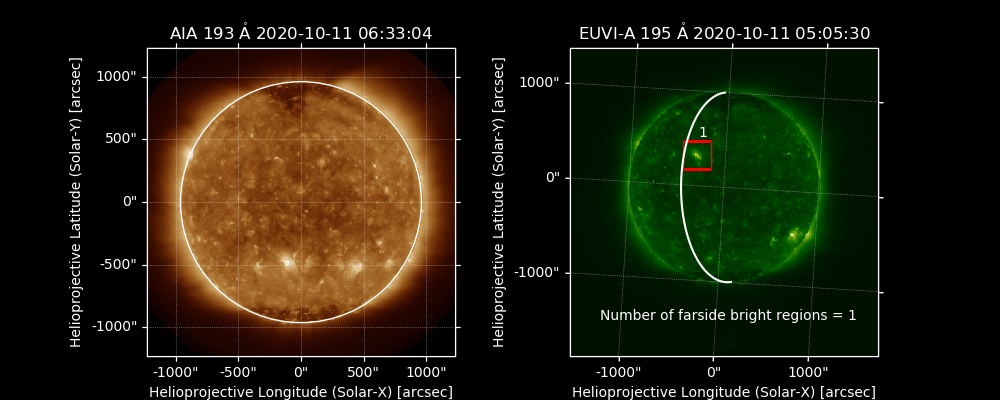 AIA 193 Å 2020-10-11 06:33:04
Helioprojective Latitude (Solar-Y) [arcsec]
1000"
500"
0"
-500"
-1000"
-1000"
-500"
0"
500"
1000"
Helioprojective Longitude (Solar-X) [arcsec]
EUVI-A 195 Å 2020-10-11 05:05:30
Helioprojective Latitude (Solar-Y) [arcsec]
1000"
0"
-1000"
1
Number of farside bright regions = 1
-1000"
0"
1000"
Helioprojective Longitude (Solar-X) [arcsec]